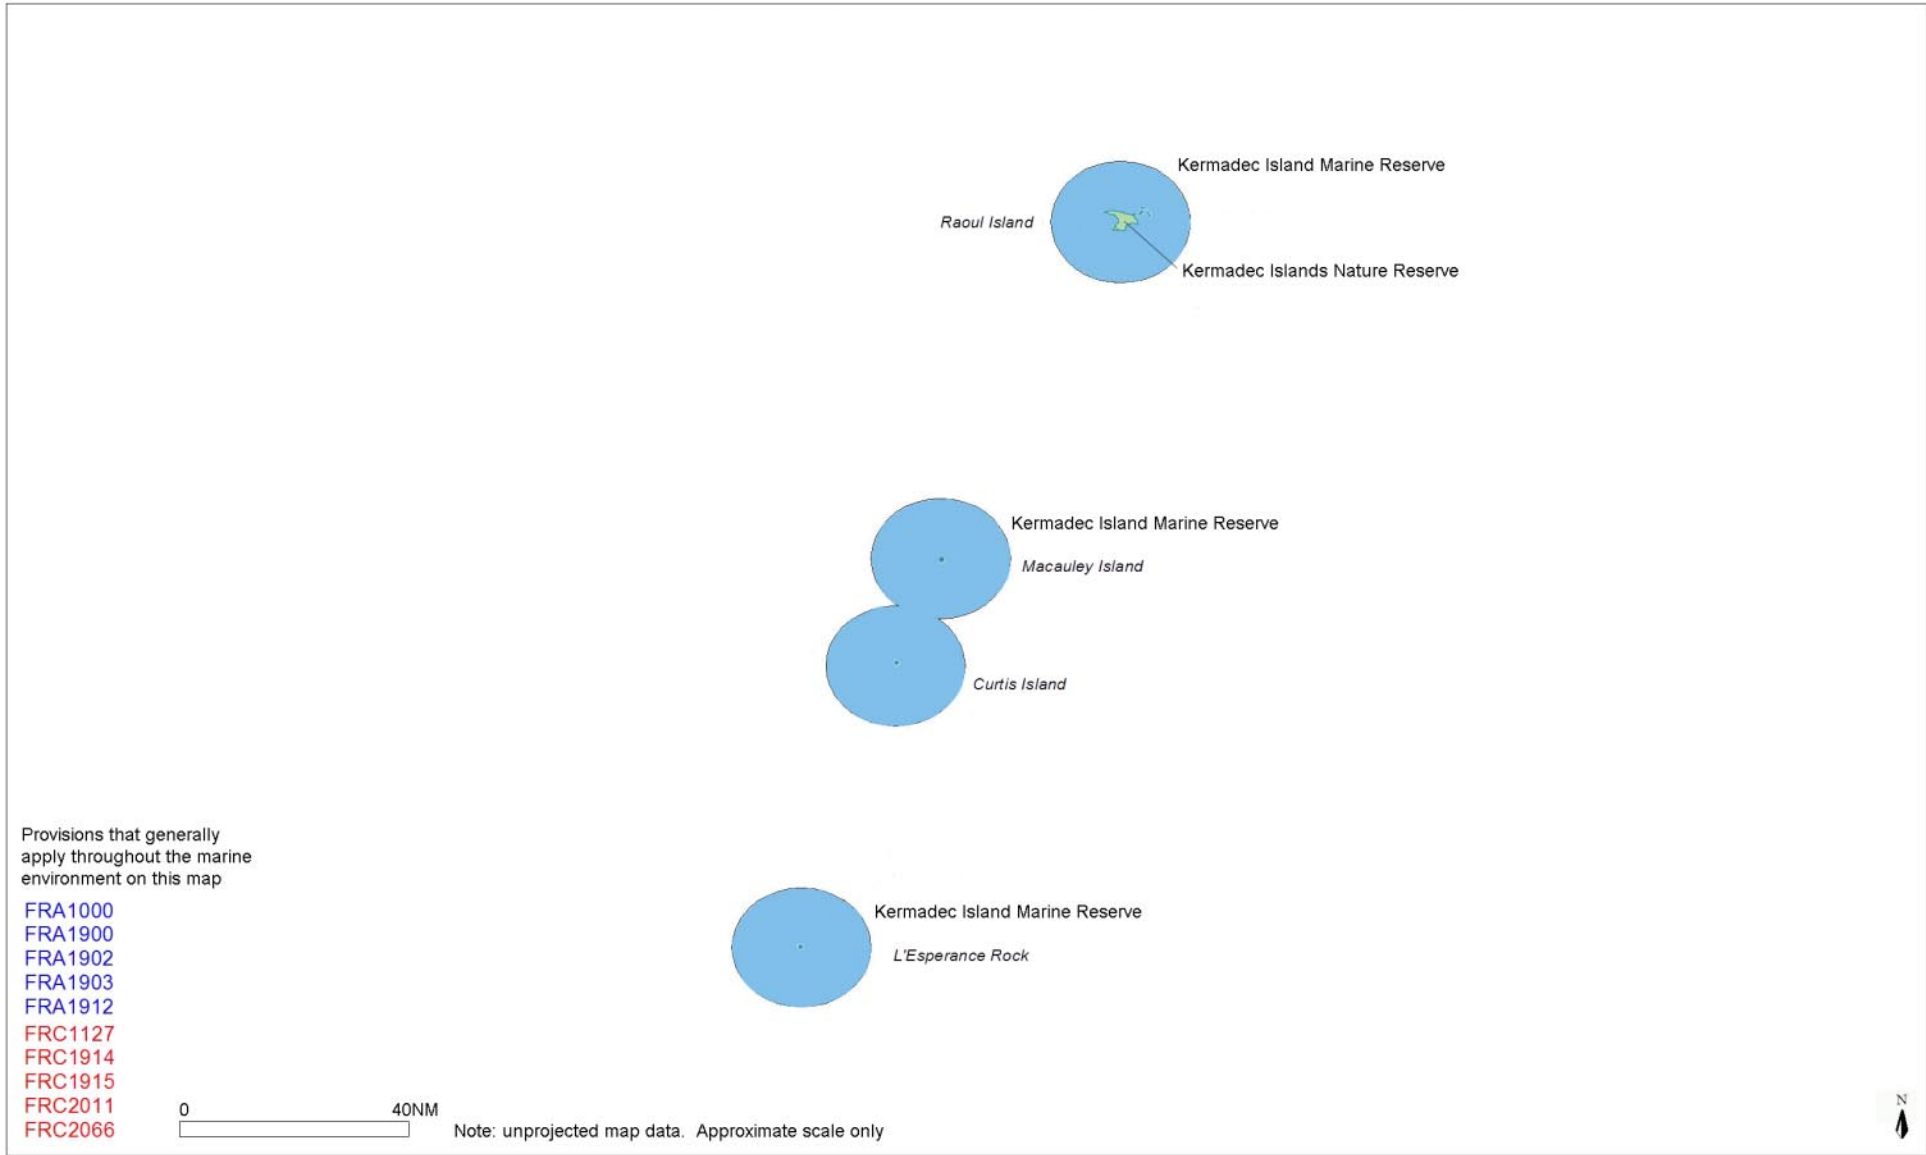 Kermadec Island Marine Reserve
Raoul Island
Kermadec Islands Nature Reserve
Kermadec Island Marine Reserve
Macauley Island
Curtis Island
Provisions that generally
apply throughout the marine
environment on this map
Kermadec Island Marine Reserve
L'Esperance Rock
FRA1000
FRA1900
FRA1902
FRA1903
FRA1912
FRC1127
FRC1914
FRC1915
FRC2011
FRC2066
0 40NM
Note: unprojected map data. Approximate scale only
N